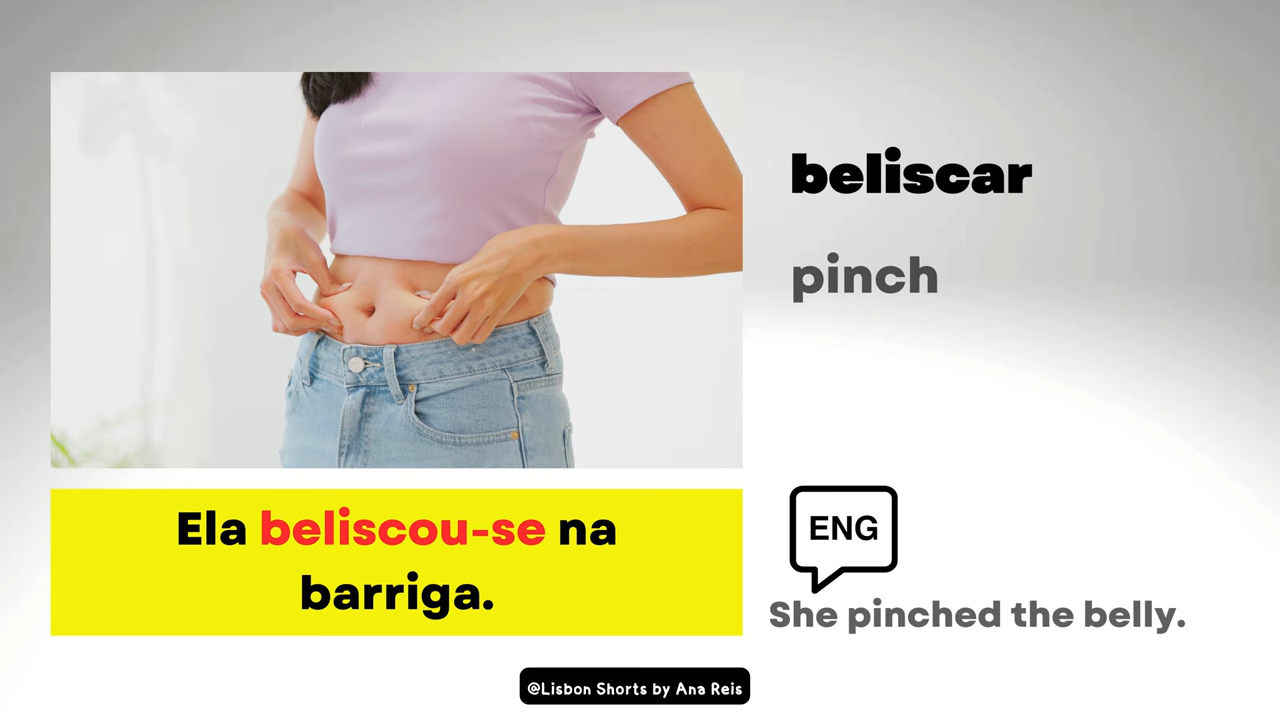 beliscar
pinch
Ela beliscou-se na
barriga.
ENG
She pinched the belly.
@Lisbon Shorts by Ana Reis